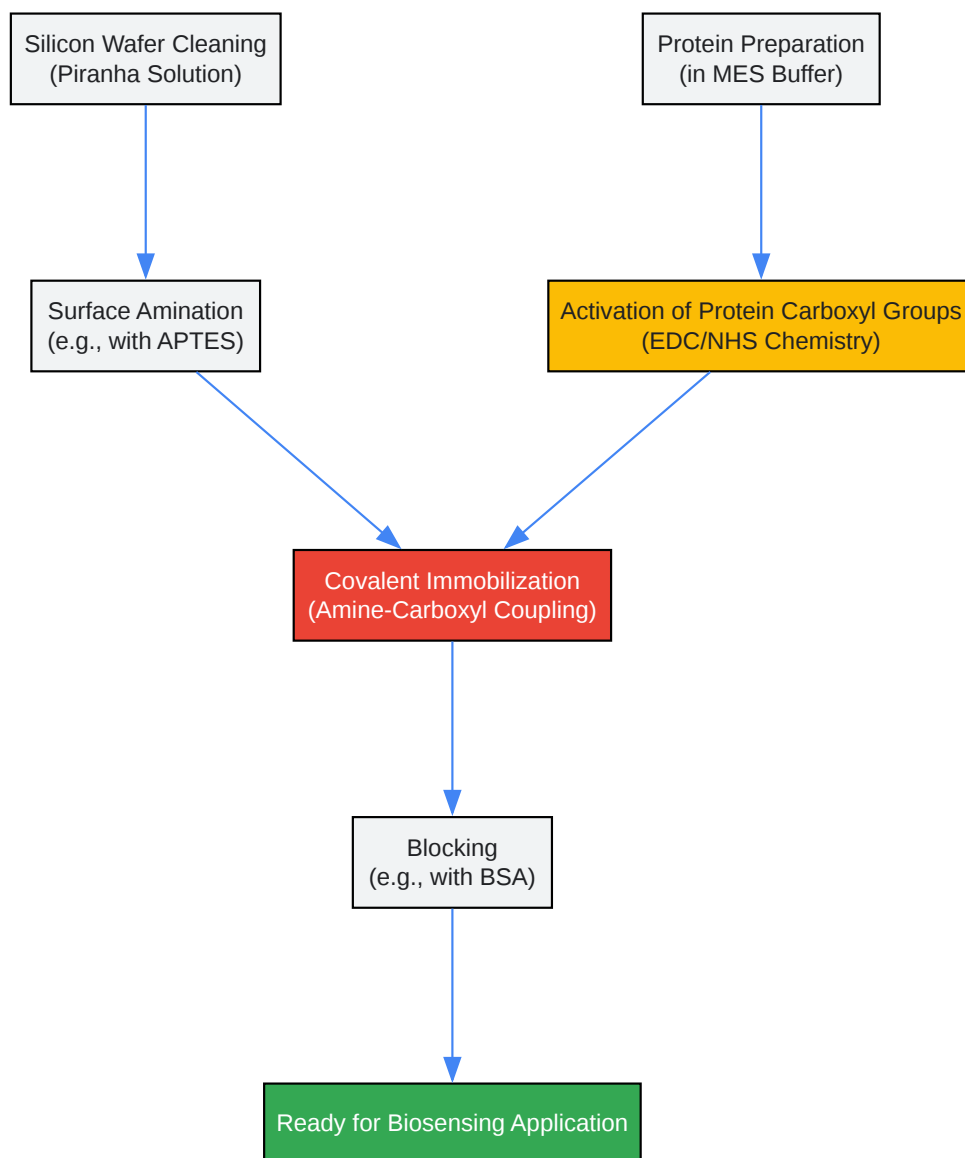 Silicon Wafer Cleaning
(Piranha Solution)
Protein Preparation
(in MES Buffer)
Surface Amination
(e.g., with APTES)
Activation of Protein Carboxyl Groups
(EDC/NHS Chemistry)
Covalent Immobilization
(Amine-Carboxyl Coupling)
Blocking
(e.g., with BSA)
Ready for Biosensing Application